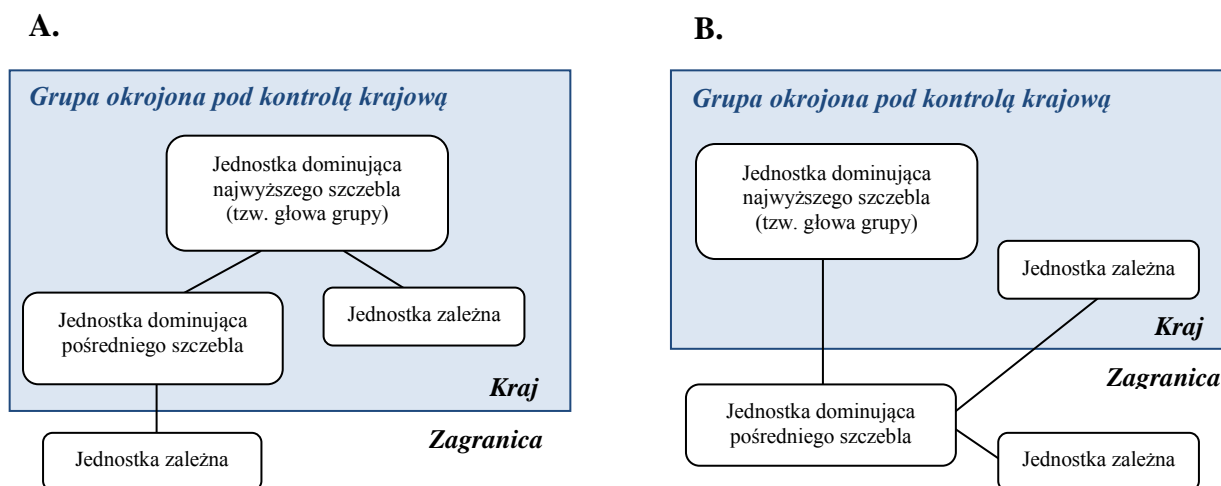 A.
Grupa okrojona pod kontrolą krajową
Jednostka dominująca
najwyższego szczebla
(tzw. głowa grupy)
Jednostka dominująca
pośredniego szczebla
Jednostka zależna
Kraj
Zagranica
Jednostka zależna
B.
Grupa okrojona pod kontrolą krajową
Jednostka dominująca
najwyższego szczebla
(tzw. głowa grupy)
Jednostka zależna
Kraj
Zagranica
Jednostka dominująca
pośredniego szczebla
Jednostka zależna